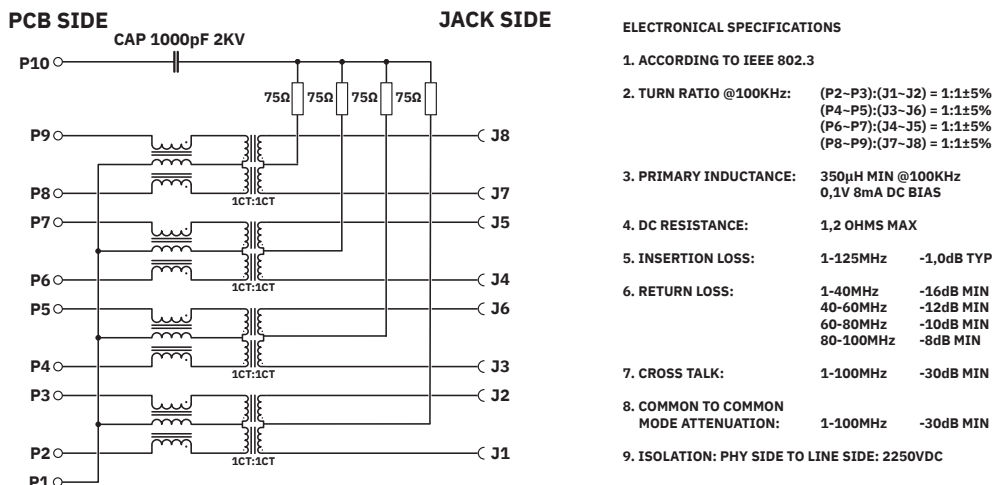 PCB SIDE
JACK SIDE
CAP 1000pF 2KV
P10
75Ω 75Ω 75Ω 75Ω
P9
J8
P8
J7
1CT:1CT
P7
J5
P6
J4
1CT:1CT
P5
J6
P4
J3
1CT:1CT
P3
J2
P2
J1
1CT:1CT
P1
ELECTRONICAL SPECIFICATIONS
1. ACCORDING TO IEEE 802.3
2. TURN RATIO @100KHz: (P2~P3):(J1~J2) = 1:1±5%
(P4~P5):(J3~J6) = 1:1±5%
(P6~P7):(J4~J5) = 1:1±5%
(P8~P9):(J7~J8) = 1:1±5%
3. PRIMARY INDUCTANCE: 350µH MIN @100KHz
0,1V 8mA DC BIAS
4. DC RESISTANCE: 1,2 OHMS MAX
5. INSERTION LOSS: 1-125MHz -1,0dB TYP
6. RETURN LOSS: 1-40MHz -16dB MIN
40-60MHz -12dB MIN
60-80MHz -10dB MIN
80-100MHz -8dB MIN
7. CROSS TALK: 1-100MHz -30dB MIN
8. COMMON TO COMMON
MODE ATTENUATION: 1-100MHz -30dB MIN
9. ISOLATION: PHY SIDE TO LINE SIDE: 2250VDC